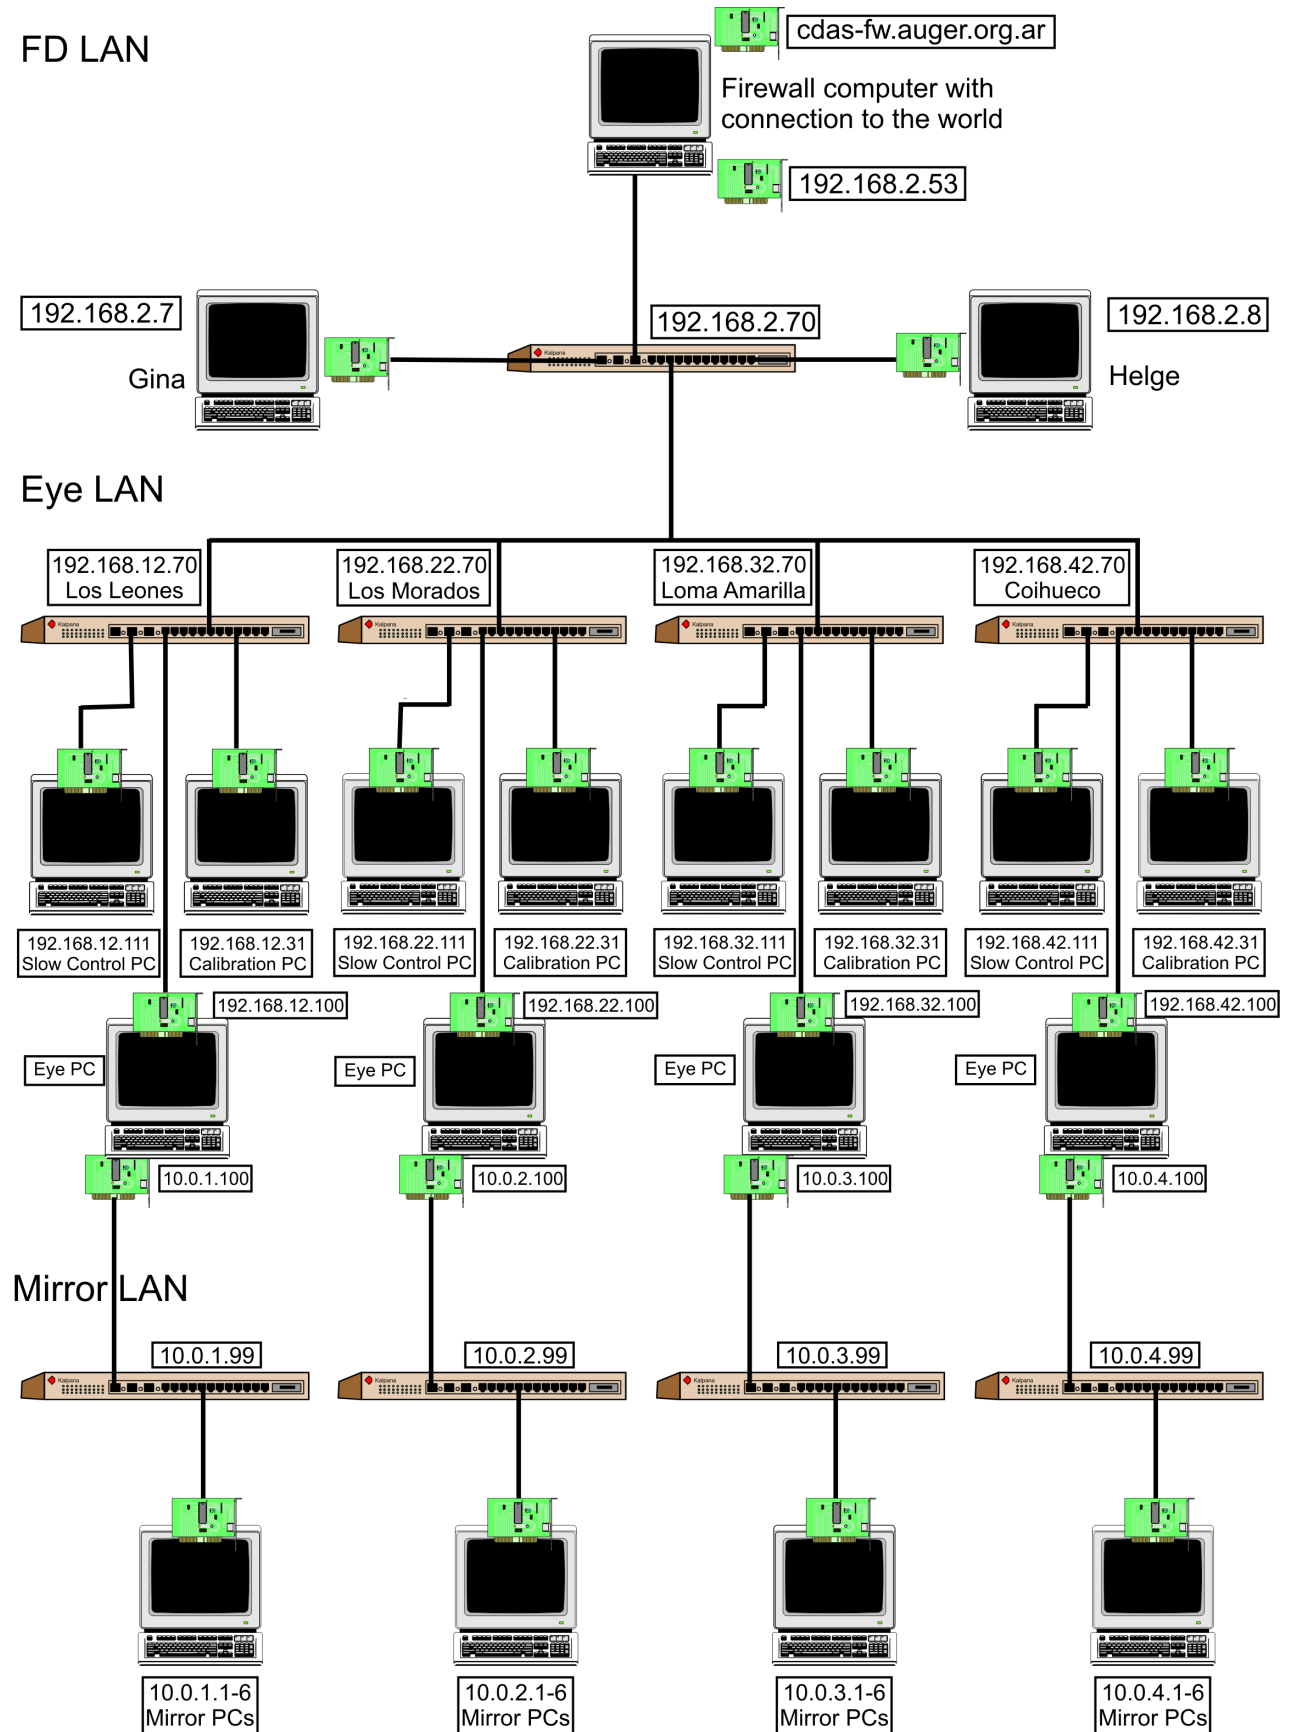 FD LAN
cdas-fw.auger.org.ar
Firewall computer with
connection to the world
192.168.2.53
192.168.2.7
Gina
192.168.2.70
Kalpana
192.168.2.8
Helge
Eye LAN
192.168.12.70
Los Leones
192.168.22.70
Los Morados
192.168.32.70
Loma Amarilla
192.168.42.70
Coihueco
Kalpana
Kalpana
Kalpana
Kalpana
192.168.12.111
Slow Control PC
192.168.12.31
Calibration PC
192.168.22.111
Slow Control PC
192.168.22.31
Calibration PC
192.168.32.111
Slow Control PC
192.168.32.31
Calibration PC
192.168.42.111
Slow Control PC
192.168.42.31
Calibration PC
192.168.12.100
192.168.22.100
192.168.32.100
192.168.42.100
Eye PC
Eye PC
Eye PC
Eye PC
10.0.1.100
10.0.2.100
10.0.3.100
10.0.4.100
Mirror LAN
10.0.1.99
10.0.2.99
10.0.3.99
10.0.4.99
Kalpana
Kalpana
Kalpana
Kalpana
10.0.1.1-6
Mirror PCs
10.0.2.1-6
Mirror PCs
10.0.3.1-6
Mirror PCs
10.0.4.1-6
Mirror PCs